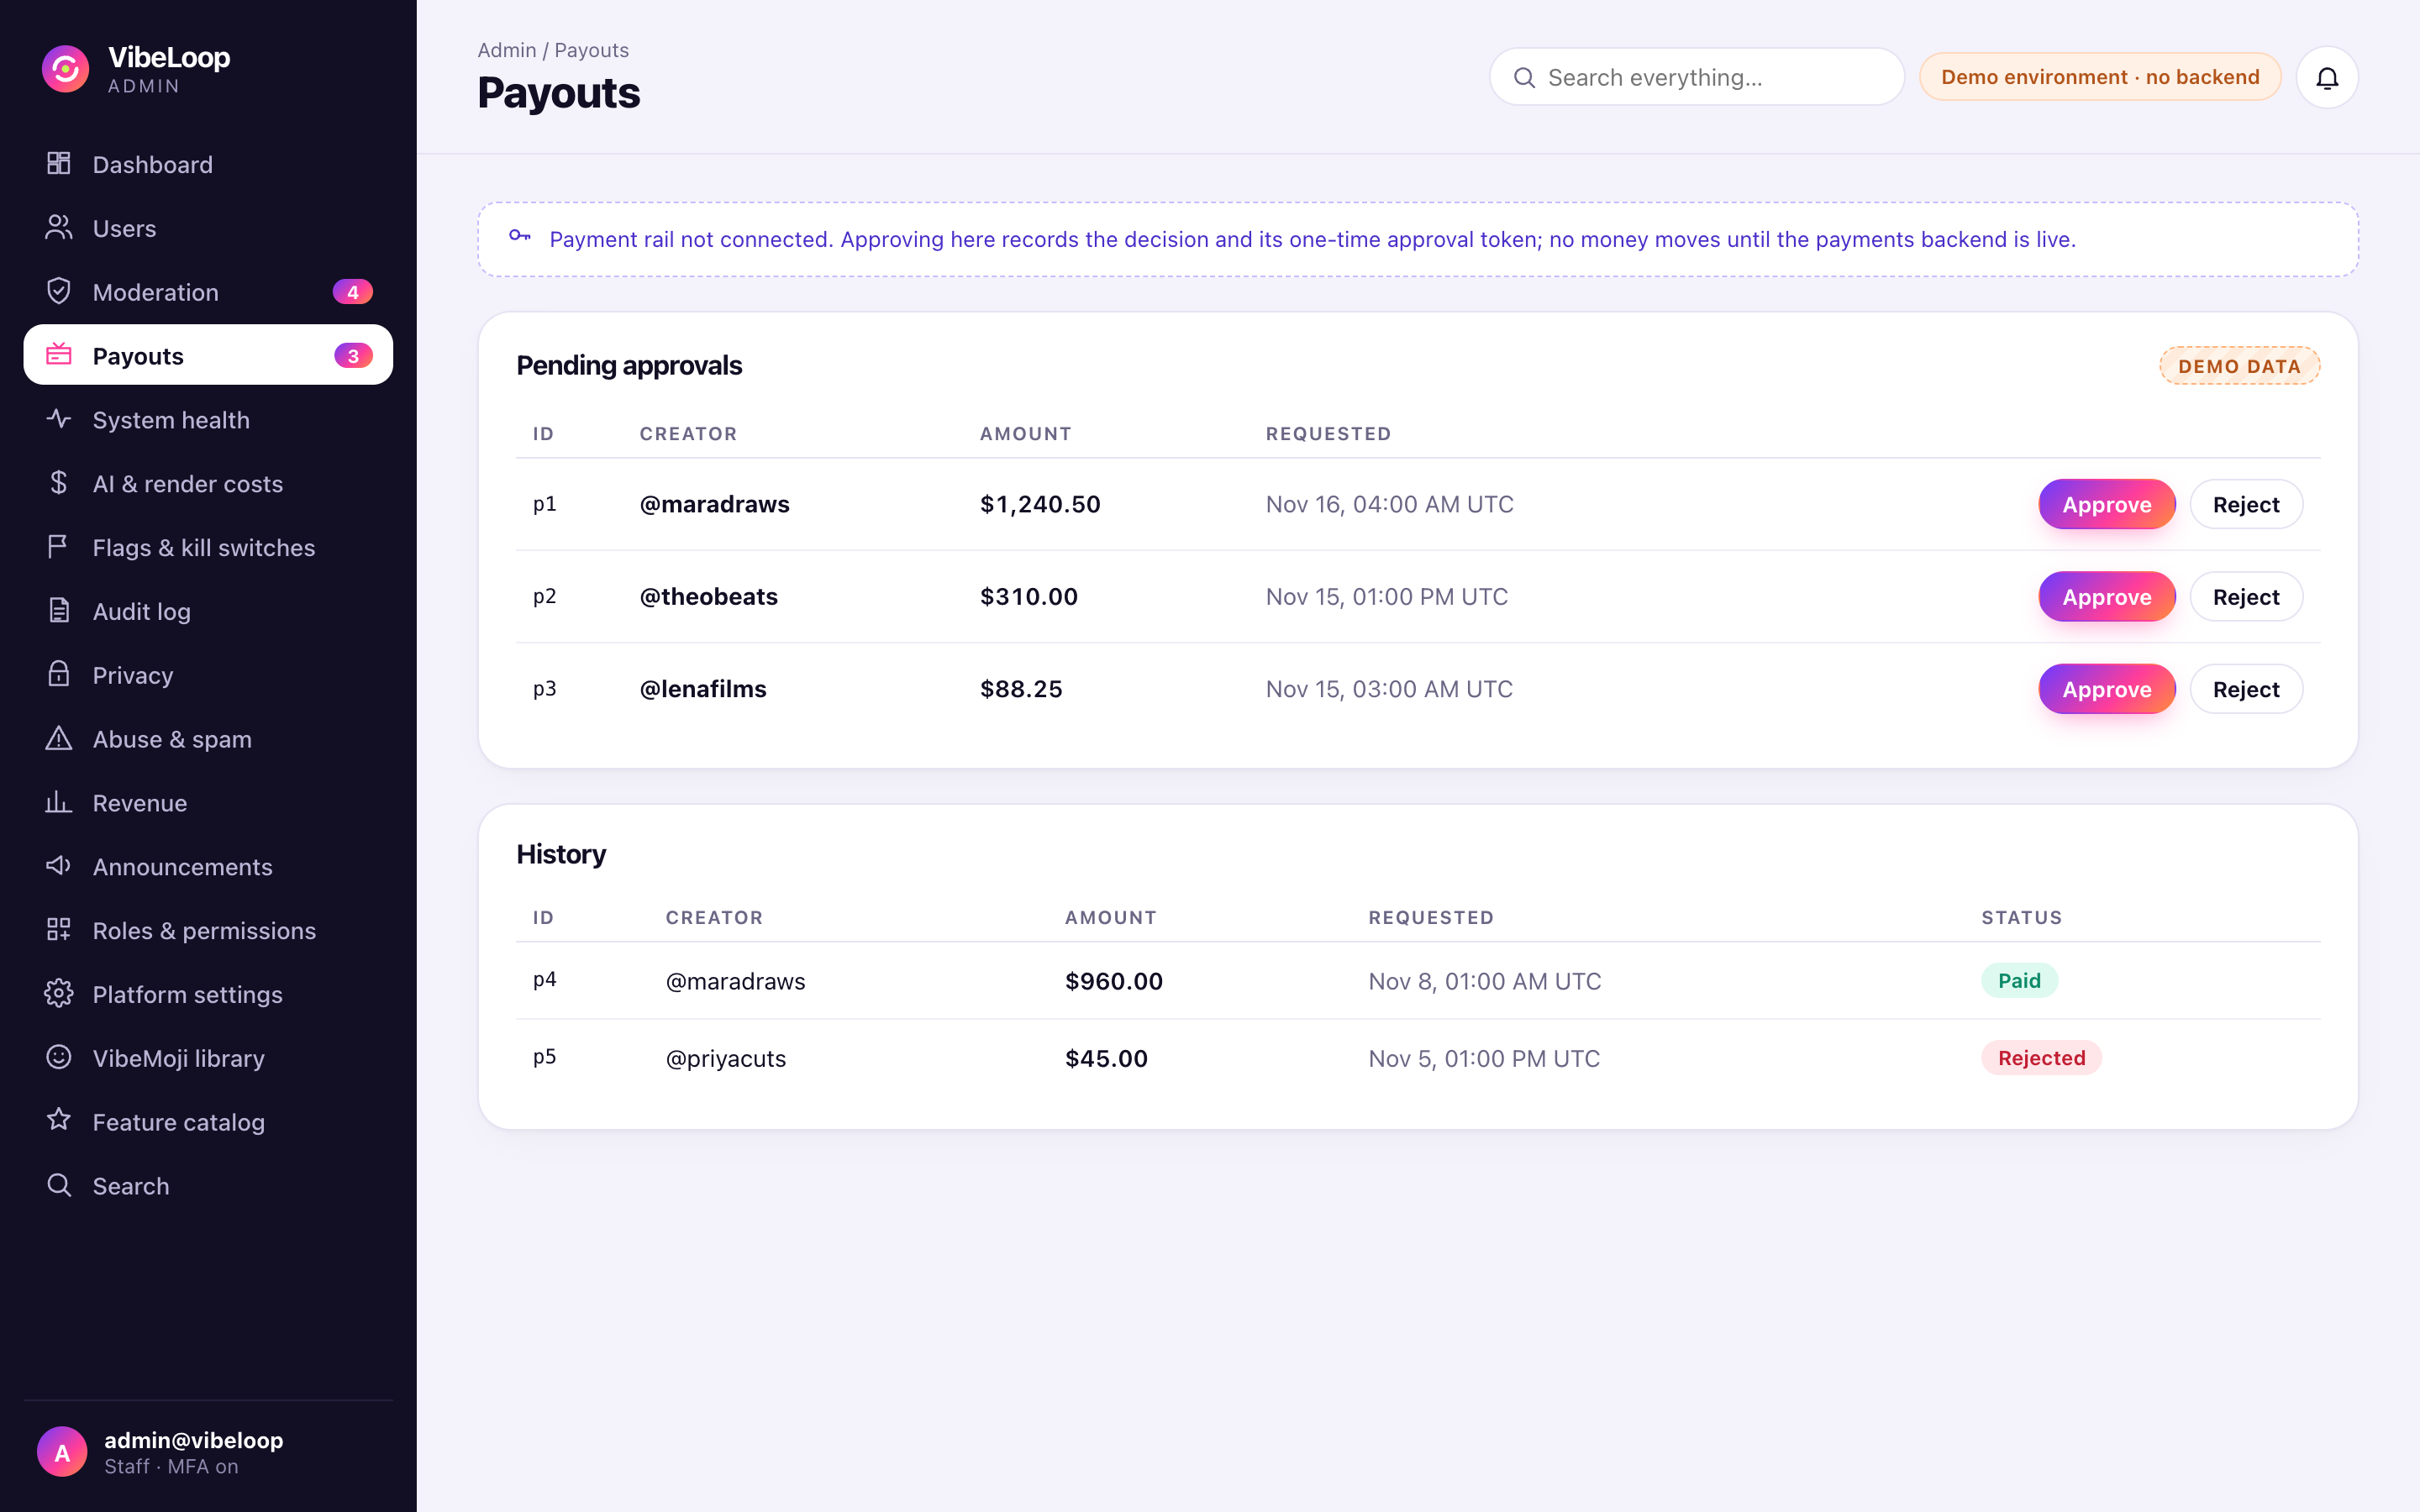 VibeLoop
ADMIN
Dashboard
Users
Moderation 4
Payouts 3
System health
AI & render costs
Flags & kill switches
Audit log
Privacy
Abuse & spam
Revenue
Announcements
Roles & permissions
Platform settings
VibeMoji library
Feature catalog
Search
A
admin@vibeloop
Staff · MFA on
Admin / Payouts
Payouts
Search everything...
Demo environment · no backend
Payment rail not connected. Approving here records the decision and its one-time approval token; no money moves until the payments backend is live.
Pending approvals
DEMO DATA
ID CREATOR AMOUNT REQUESTED
p1 @maradraws $1,240.50 Nov 16, 04:00 AM UTC Approve Reject
p2 @theobeats $310.00 Nov 15, 01:00 PM UTC Approve Reject
p3 @lenafilms $88.25 Nov 15, 03:00 AM UTC Approve Reject
History
ID CREATOR AMOUNT REQUESTED STATUS
p4 @maradraws $960.00 Nov 8, 01:00 AM UTC Paid
p5 @priyacuts $45.00 Nov 5, 01:00 PM UTC Rejected